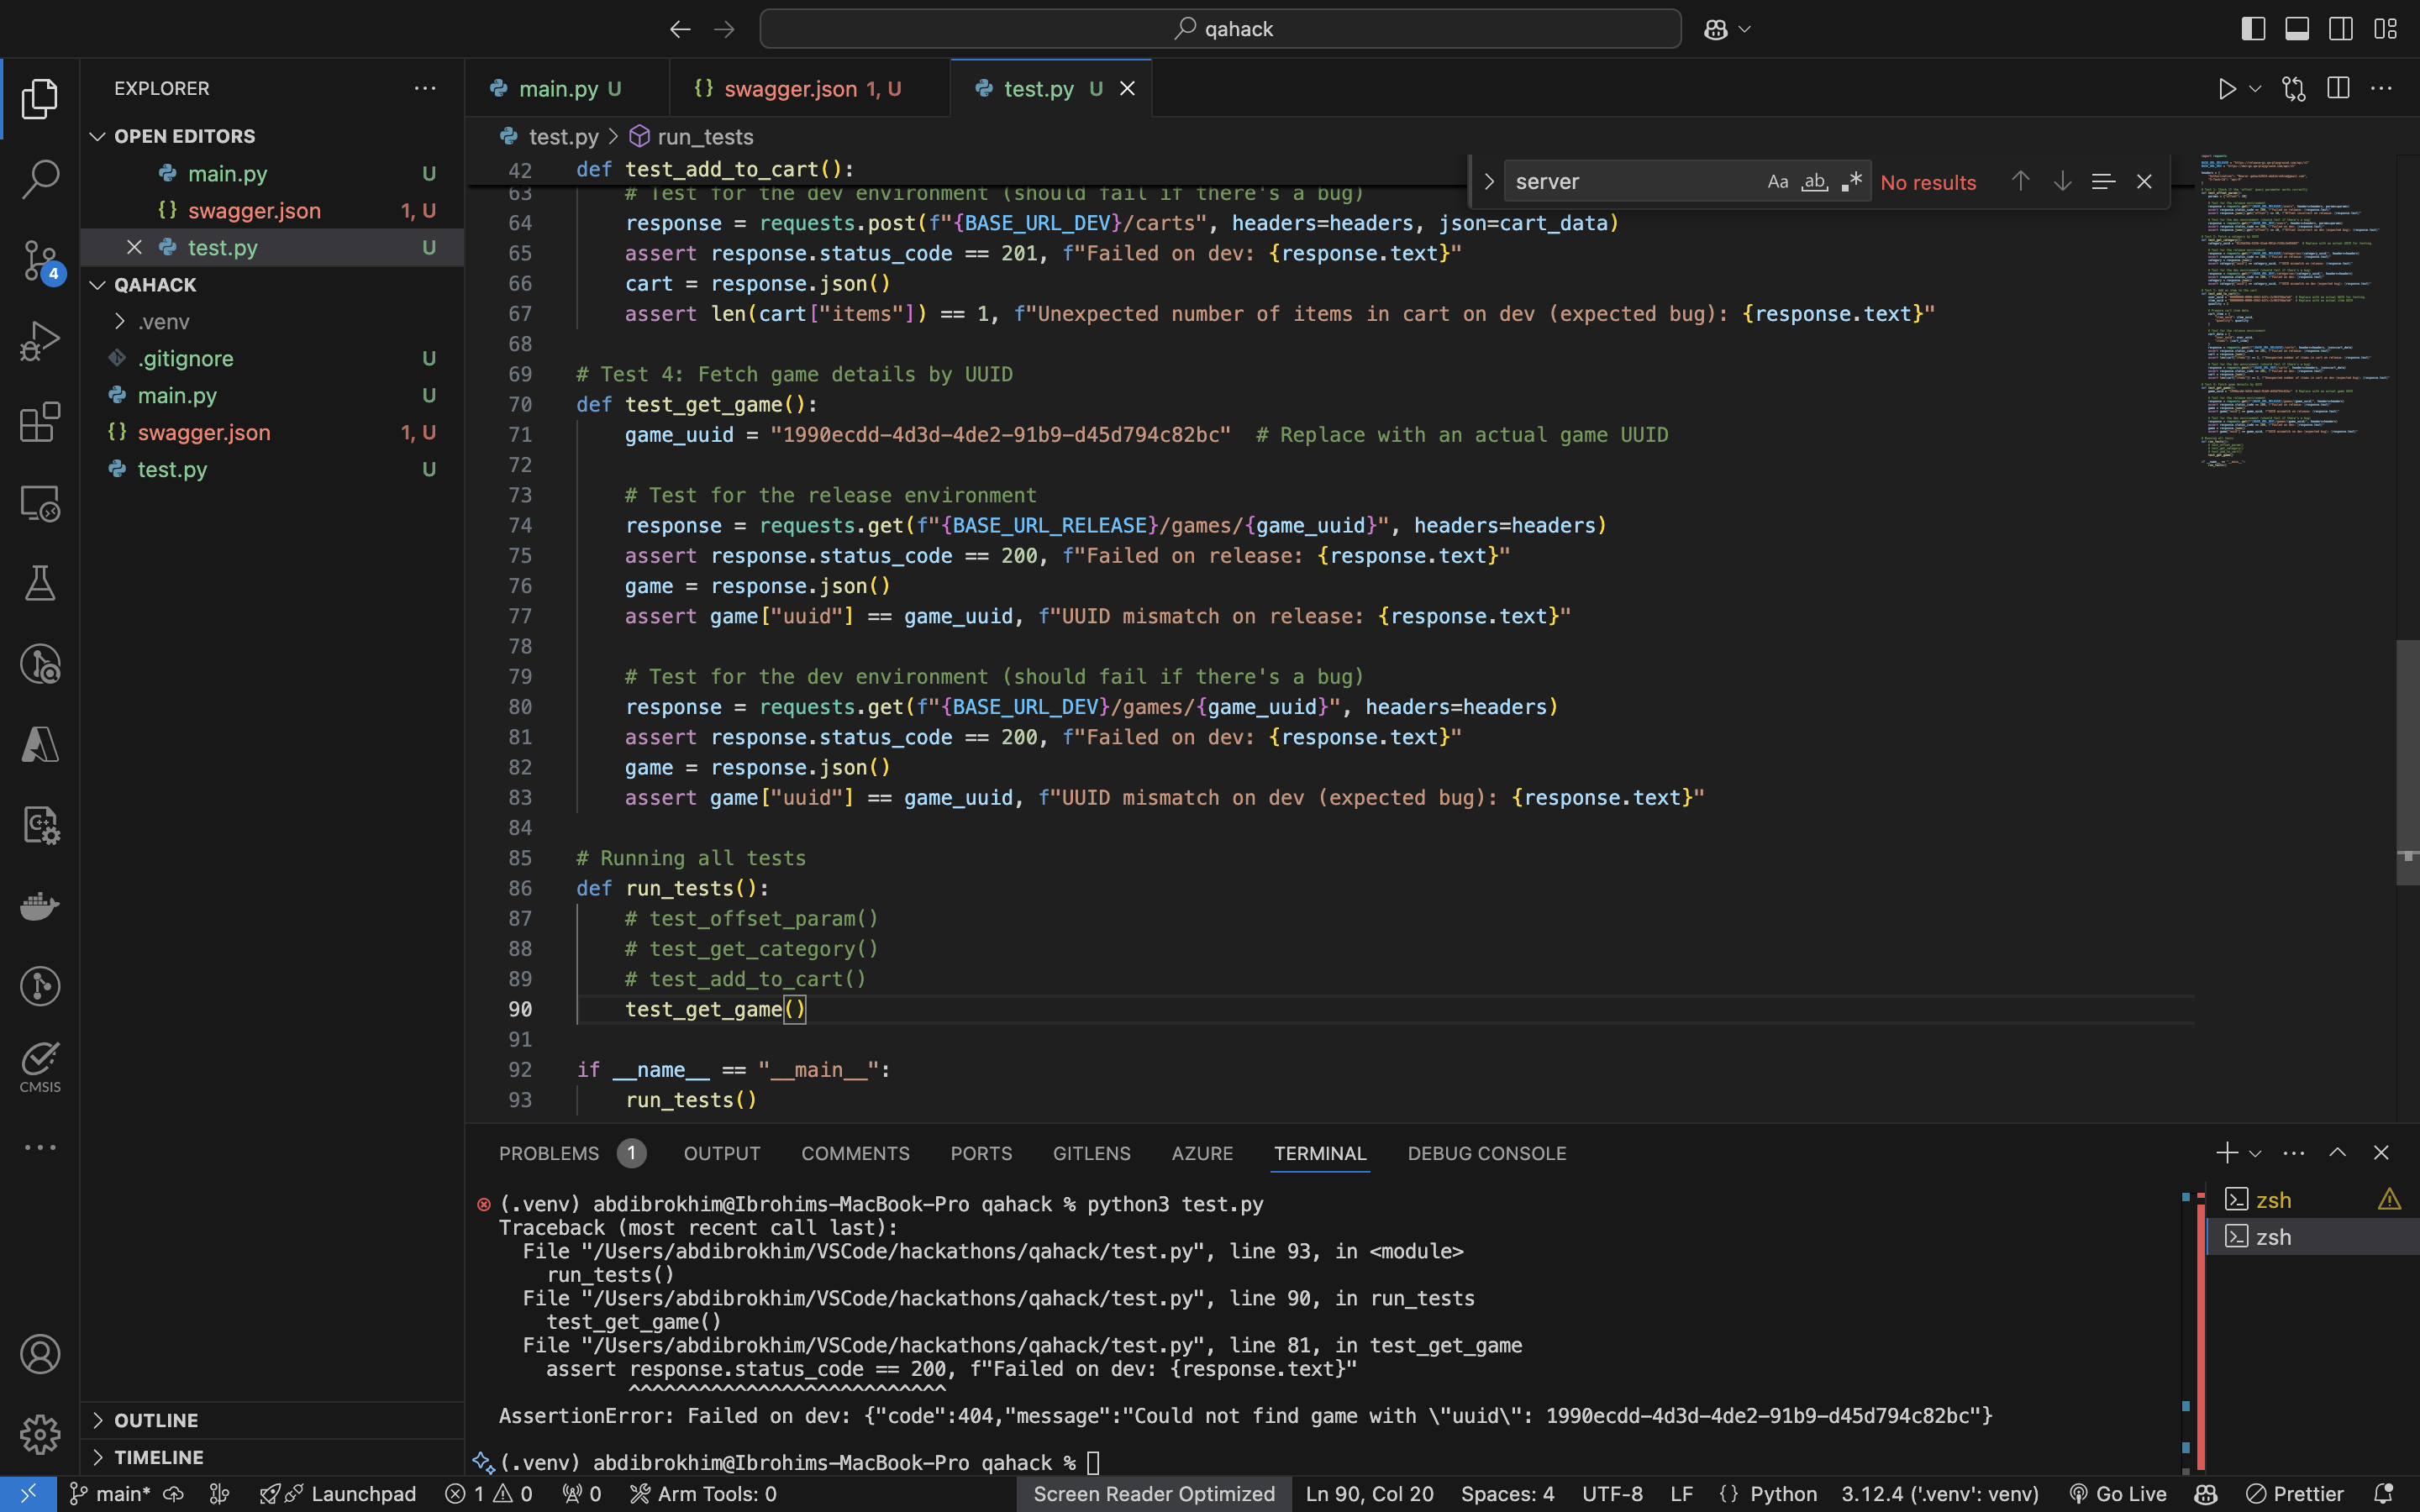 qahack
EXPLORER
OPEN EDITORS
main.py U
swagger.json 1, U
test.py U
QAHACK
.venv
.gitignore U
main.py U
swagger.json 1, U
test.py U
OUTLINE
TIMELINE
4
CMSIS
main.py U
swagger.json 1, U
test.py U
test.py > run_tests
server
Aa ab .*
No results
42 def test_add_to_cart():
63 # Test for the dev environment (should fail if there's a bug)
64 response = requests.post(f"{BASE_URL_DEV}/carts", headers=headers, json=cart_data)
65 assert response.status_code == 201, f"Failed on dev: {response.text}"
66 cart = response.json()
67 assert len(cart["items"]) == 1, f"Unexpected number of items in cart on dev (expected bug): {response.text}"
68
69 # Test 4: Fetch game details by UUID
70 def test_get_game():
71 game_uuid = "1990ecdd-4d3d-4de2-91b9-d45d794c82bc" # Replace with an actual game UUID
72
73 # Test for the release environment
74 response = requests.get(f"{BASE_URL_RELEASE}/games/{game_uuid}", headers=headers)
75 assert response.status_code == 200, f"Failed on release: {response.text}"
76 game = response.json()
77 assert game["uuid"] == game_uuid, f"UUID mismatch on release: {response.text}"
78
79 # Test for the dev environment (should fail if there's a bug)
80 response = requests.get(f"{BASE_URL_DEV}/games/{game_uuid}", headers=headers)
81 assert response.status_code == 200, f"Failed on dev: {response.text}"
82 game = response.json()
83 assert game["uuid"] == game_uuid, f"UUID mismatch on dev (expected bug): {response.text}"
84
85 # Running all tests
86 def run_tests():
87 # test_offset_param()
88 # test_get_category()
89 # test_add_to_cart()
90 test_get_game()
91
92 if __name__ == "__main__":
93 run_tests()
PROBLEMS 1 OUTPUT COMMENTS PORTS GITLENS AZURE TERMINAL DEBUG CONSOLE
(.venv) abdibrokhim@Ibrohims-MacBook-Pro qahack % python3 test.py
Traceback (most recent call last):
File "/Users/abdibrokhim/VSCode/hackathons/qahack/test.py", line 93, in <module>
run_tests()
File "/Users/abdibrokhim/VSCode/hackathons/qahack/test.py", line 90, in run_tests
test_get_game()
File "/Users/abdibrokhim/VSCode/hackathons/qahack/test.py", line 81, in test_get_game
assert response.status_code == 200, f"Failed on dev: {response.text}"
^^^^^^^^^^^^^^^^^^^^^^^^^^^
AssertionError: Failed on dev: {"code":404,"message":"Could not find game with \"uuid\": 1990ecdd-4d3d-4de2-91b9-d45d794c82bc"}
(.venv) abdibrokhim@Ibrohims-MacBook-Pro qahack %
zsh
zsh
main* Launchpad 1 0 0 Arm Tools: 0 Screen Reader Optimized Ln 90, Col 20 Spaces: 4 UTF-8 LF {} Python 3.12.4 ('.venv': venv) Go Live Prettier